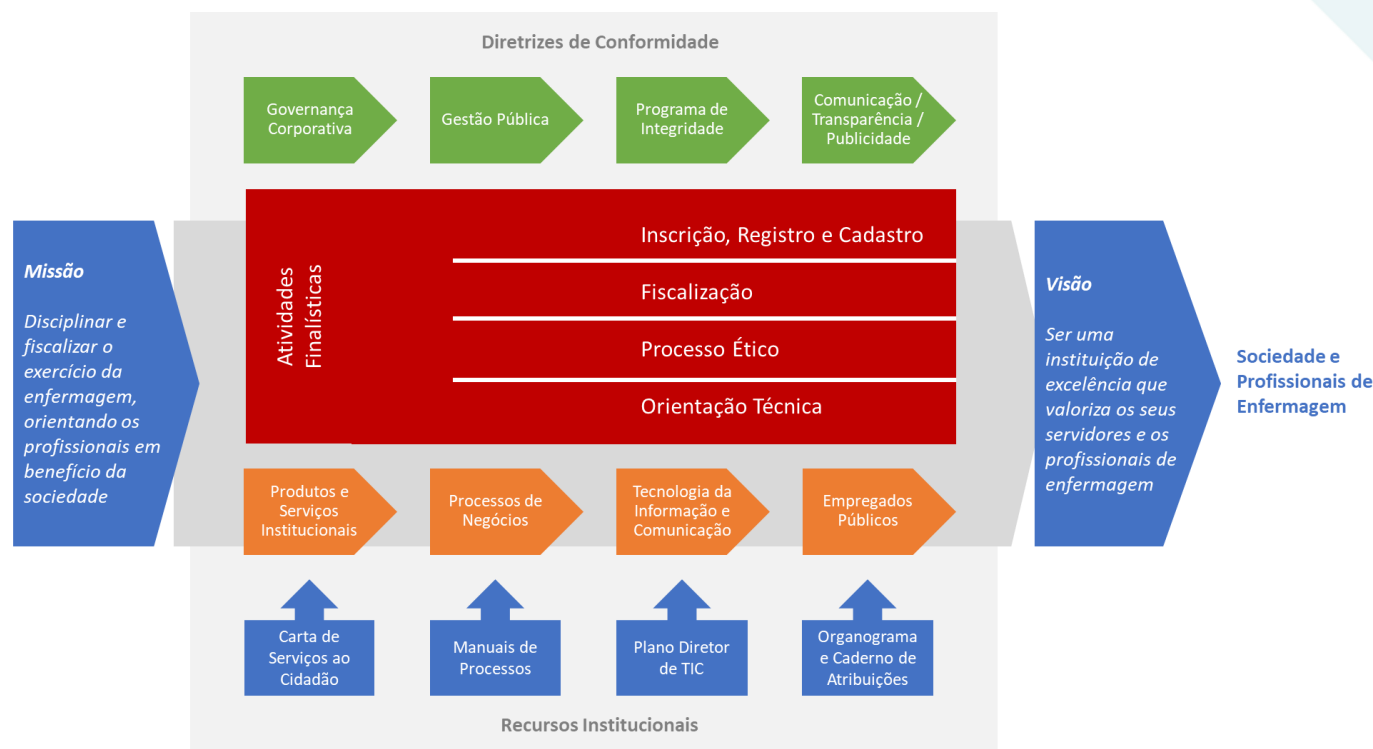 Diretrizes de Conformidade
Governança
Corporativa
Gestão Pública
Programa de
Integridade
Comunicação /
Transparência /
Publicidade
Missão
Disciplinar e
fiscalizar o
exercício da
enfermagem,
orientando os
profissionais em
benefício da
sociedade
Atividades
Finalísticas
Inscrição, Registro e Cadastro
Fiscalização
Processo Ético
Orientação Técnica
Visão
Ser uma
instituição de
excelência que
valoriza os seus
servidores e os
profissionais de
enfermagem
Sociedade e
Profissionais de
Enfermagem
Produtos e
Serviços
Institucionais
Processos de
Negócios
Tecnologia da
Informação e
Comunicação
Empregados
Públicos
Carta de
Serviços ao
Cidadão
Manuais de
Processos
Plano Diretor
de TIC
Organograma
e Caderno de
Atribuições
Recursos Institucionais